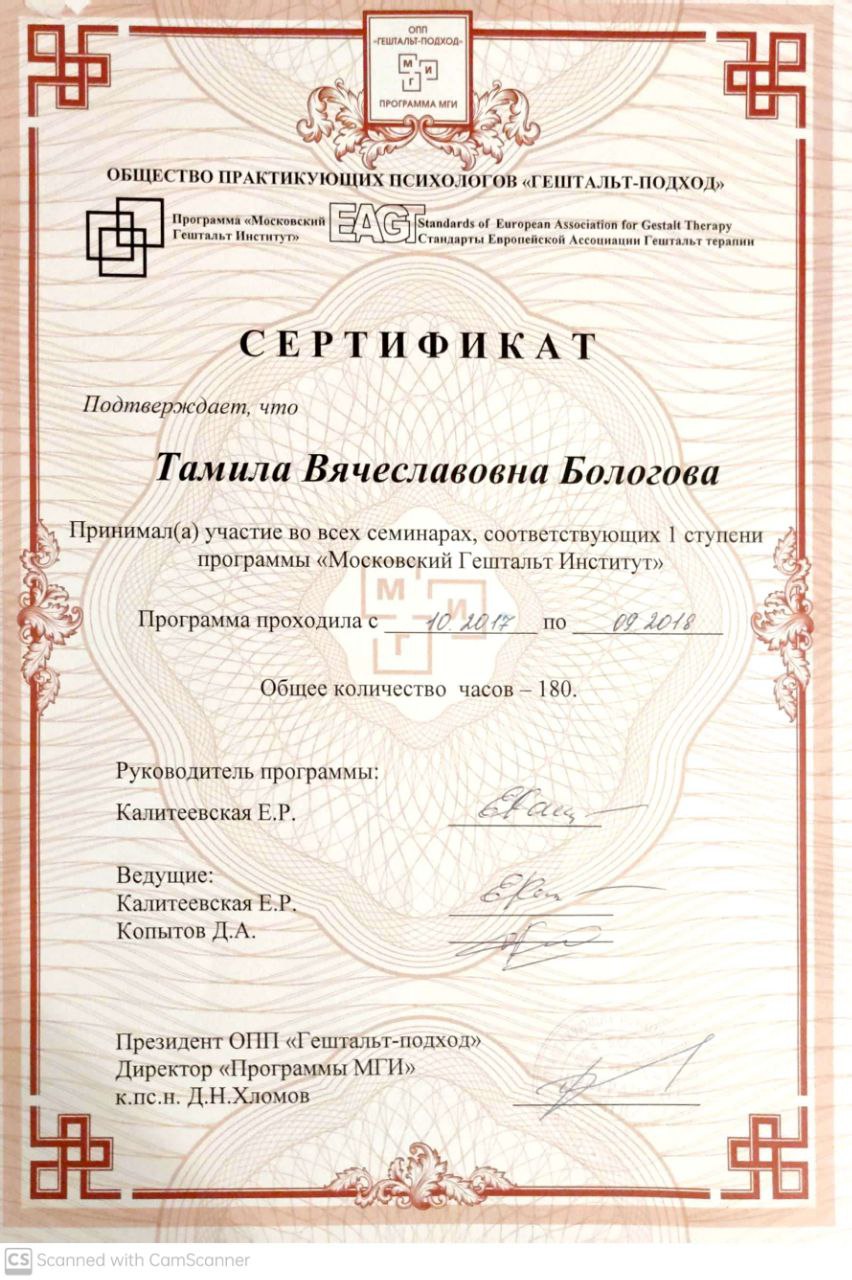 ОПП
«ГЕШТАЛЬТ-ПОДХОД»
М
И
Г
ПРОГРАММА МГИ
ОБЩЕСТВО ПРАКТИКУЮЩИХ ПСИХОЛОГОВ «ГЕШТАЛЬТ-ПОДХОД»
Программа «Московский
Гештальт Институт»
EAGT
Standards of European Association for Gestalt Therapy
Стандарты Европейской Ассоциации Гештальт терапии
СЕРТИФИКАТ
Подтверждает, что
Тамила Вячеславовна Бологова
Принимал(а) участие во всех семинарах, соответствующих 1 ступени
программы «Московский Гештальт Институт»
М
И
Г
Программа проходила с 10.2017 по 09.2018
Общее количество часов – 180.
Руководитель программы:
Калитеевская Е.Р.
Ведущие:
Калитеевская Е.Р.
Копытов Д.А.
Президент ОПП «Гештальт-подход»
Директор «Программы МГИ»
к.пс.н. Д.Н.Хломов
CS Scanned with CamScanner